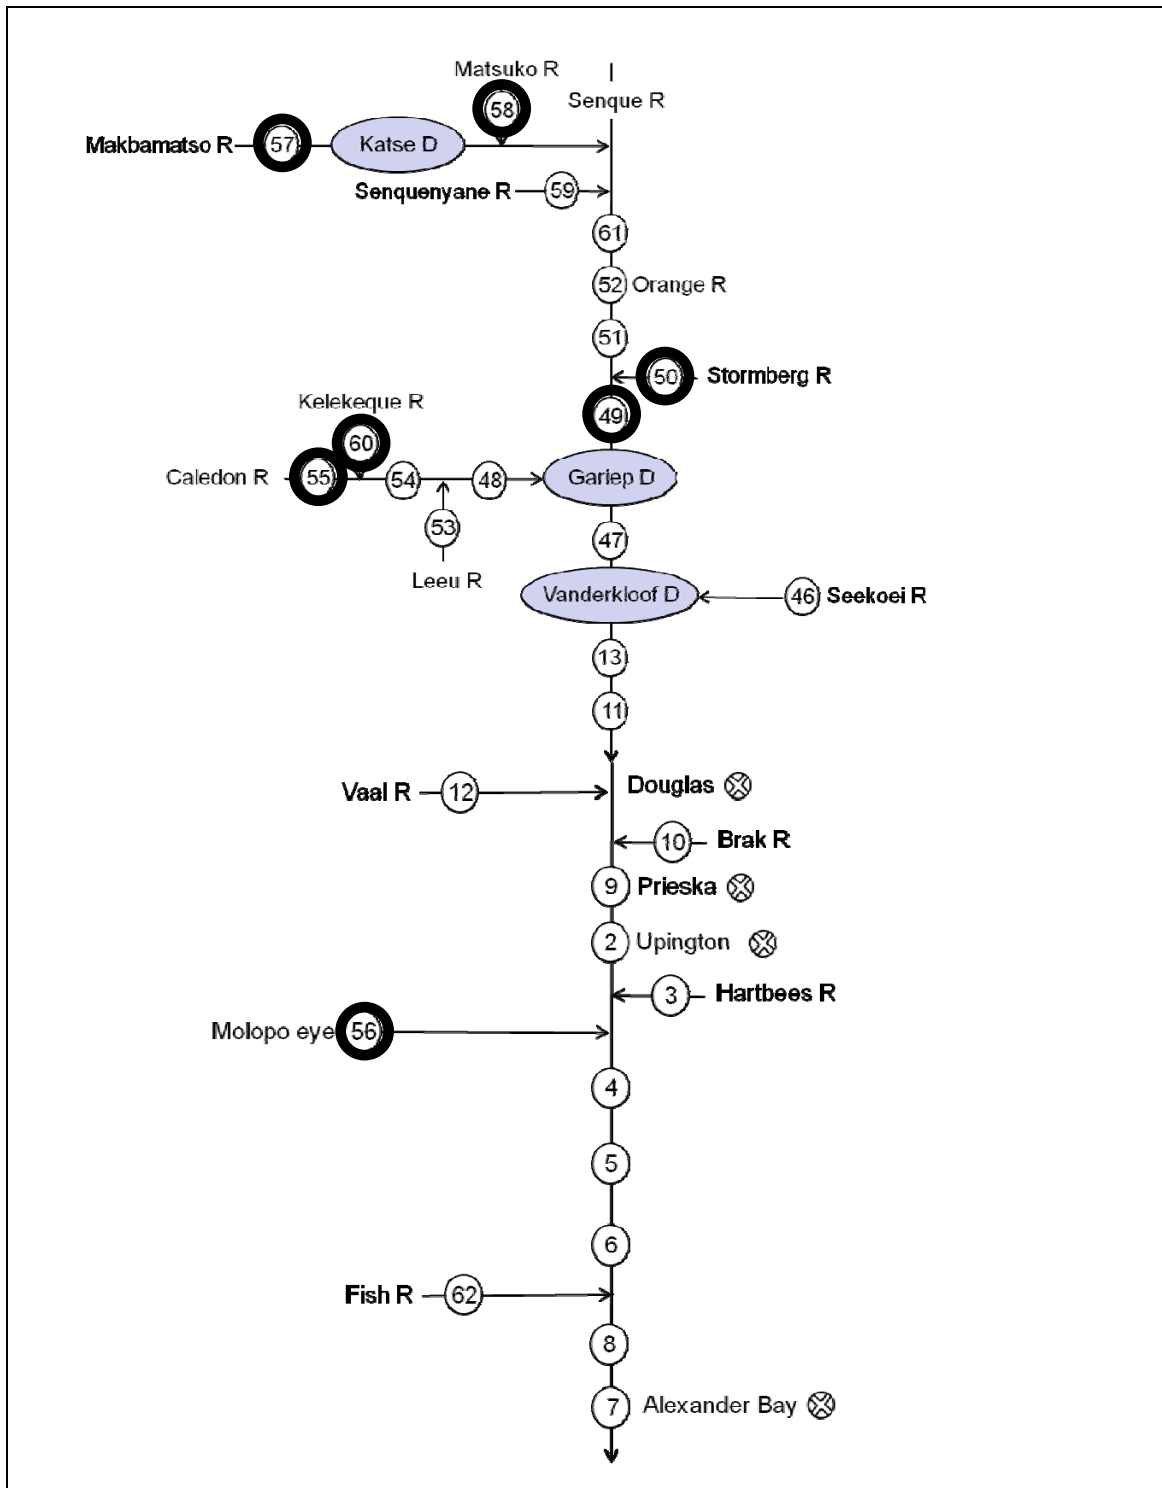 Matsuko R
58
Senque R
Makbamatso R
57
Katse D
Senquenyane R
59
61
52
Orange R
51
50
Stormberg R
Kelekeque R
49
60
Caledon R
55
54
48
Gariep D
53
47
Leeu R
Vanderkloof D
46
Seekoei R
13
11
Vaal R
12
Douglas
10
Brak R
9
Prieska
2
Upington
3
Hartbees R
Molopo eye
56
4
5
6
Fish R
62
8
7
Alexander Bay